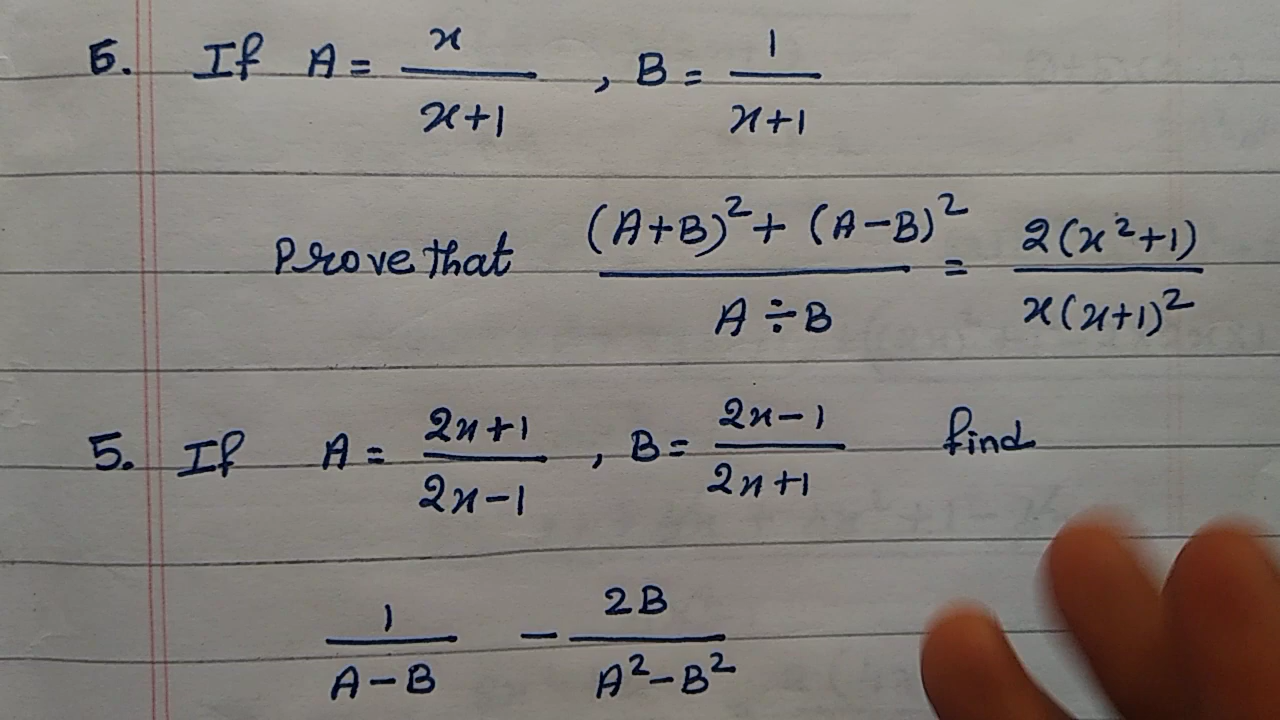 6. If A = x/(x+1) , B = 1/(x+1)
Prove that ((A+B)²+(A-B)²)/(A÷B) = 2(x²+1)/(x(x+1)²)
5. If A = (2x+1)/(2x-1) , B = (2x-1)/(2x+1) find
1/(A-B) - 2B/(A²-B²)